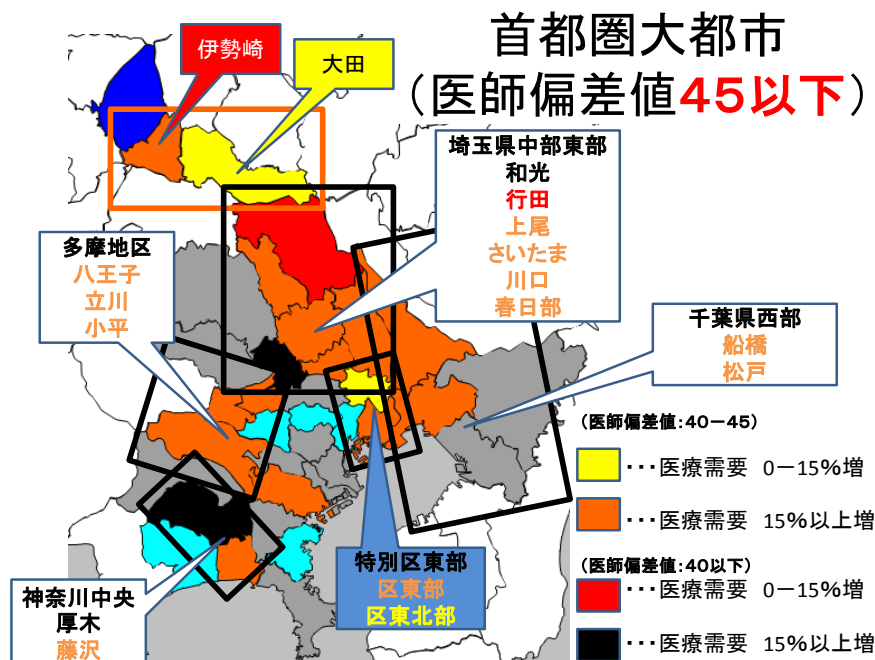 首都圏大都市
（医師偏差値45以下）
伊勢崎
大田
埼玉県中部東部
和光
行田
上尾
さいたま
川口
春日部
多摩地区
八王子
立川
小平
千葉県西部
船橋
松戸
（医師偏差値：40－45）
・・・医療需要 0－15%増
・・・医療需要 15%以上増
（医師偏差値：40以下）
・・・医療需要 0－15%増
・・・医療需要 15%以上増
特別区東部
区東部
区東北部
神奈川中央
厚木
藤沢